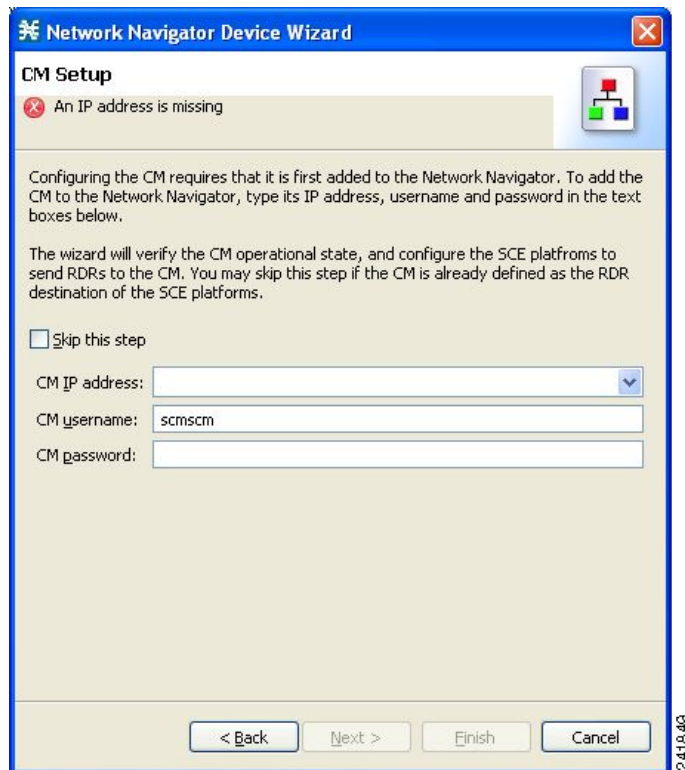 Network Navigator Device Wizard
CM Setup
An IP address is missing
Configuring the CM requires that it is first added to the Network Navigator. To add the
CM to the Network Navigator, type its IP address, username and password in the text
boxes below.
The wizard will verify the CM operational state, and configure the SCE platfroms to
send RDRs to the CM. You may skip this step if the CM is already defined as the RDR
destination of the SCE platforms.
Skip this step
CM IP address:
CM username: scmscm
CM password:
< Back Next > Finish Cancel
241849